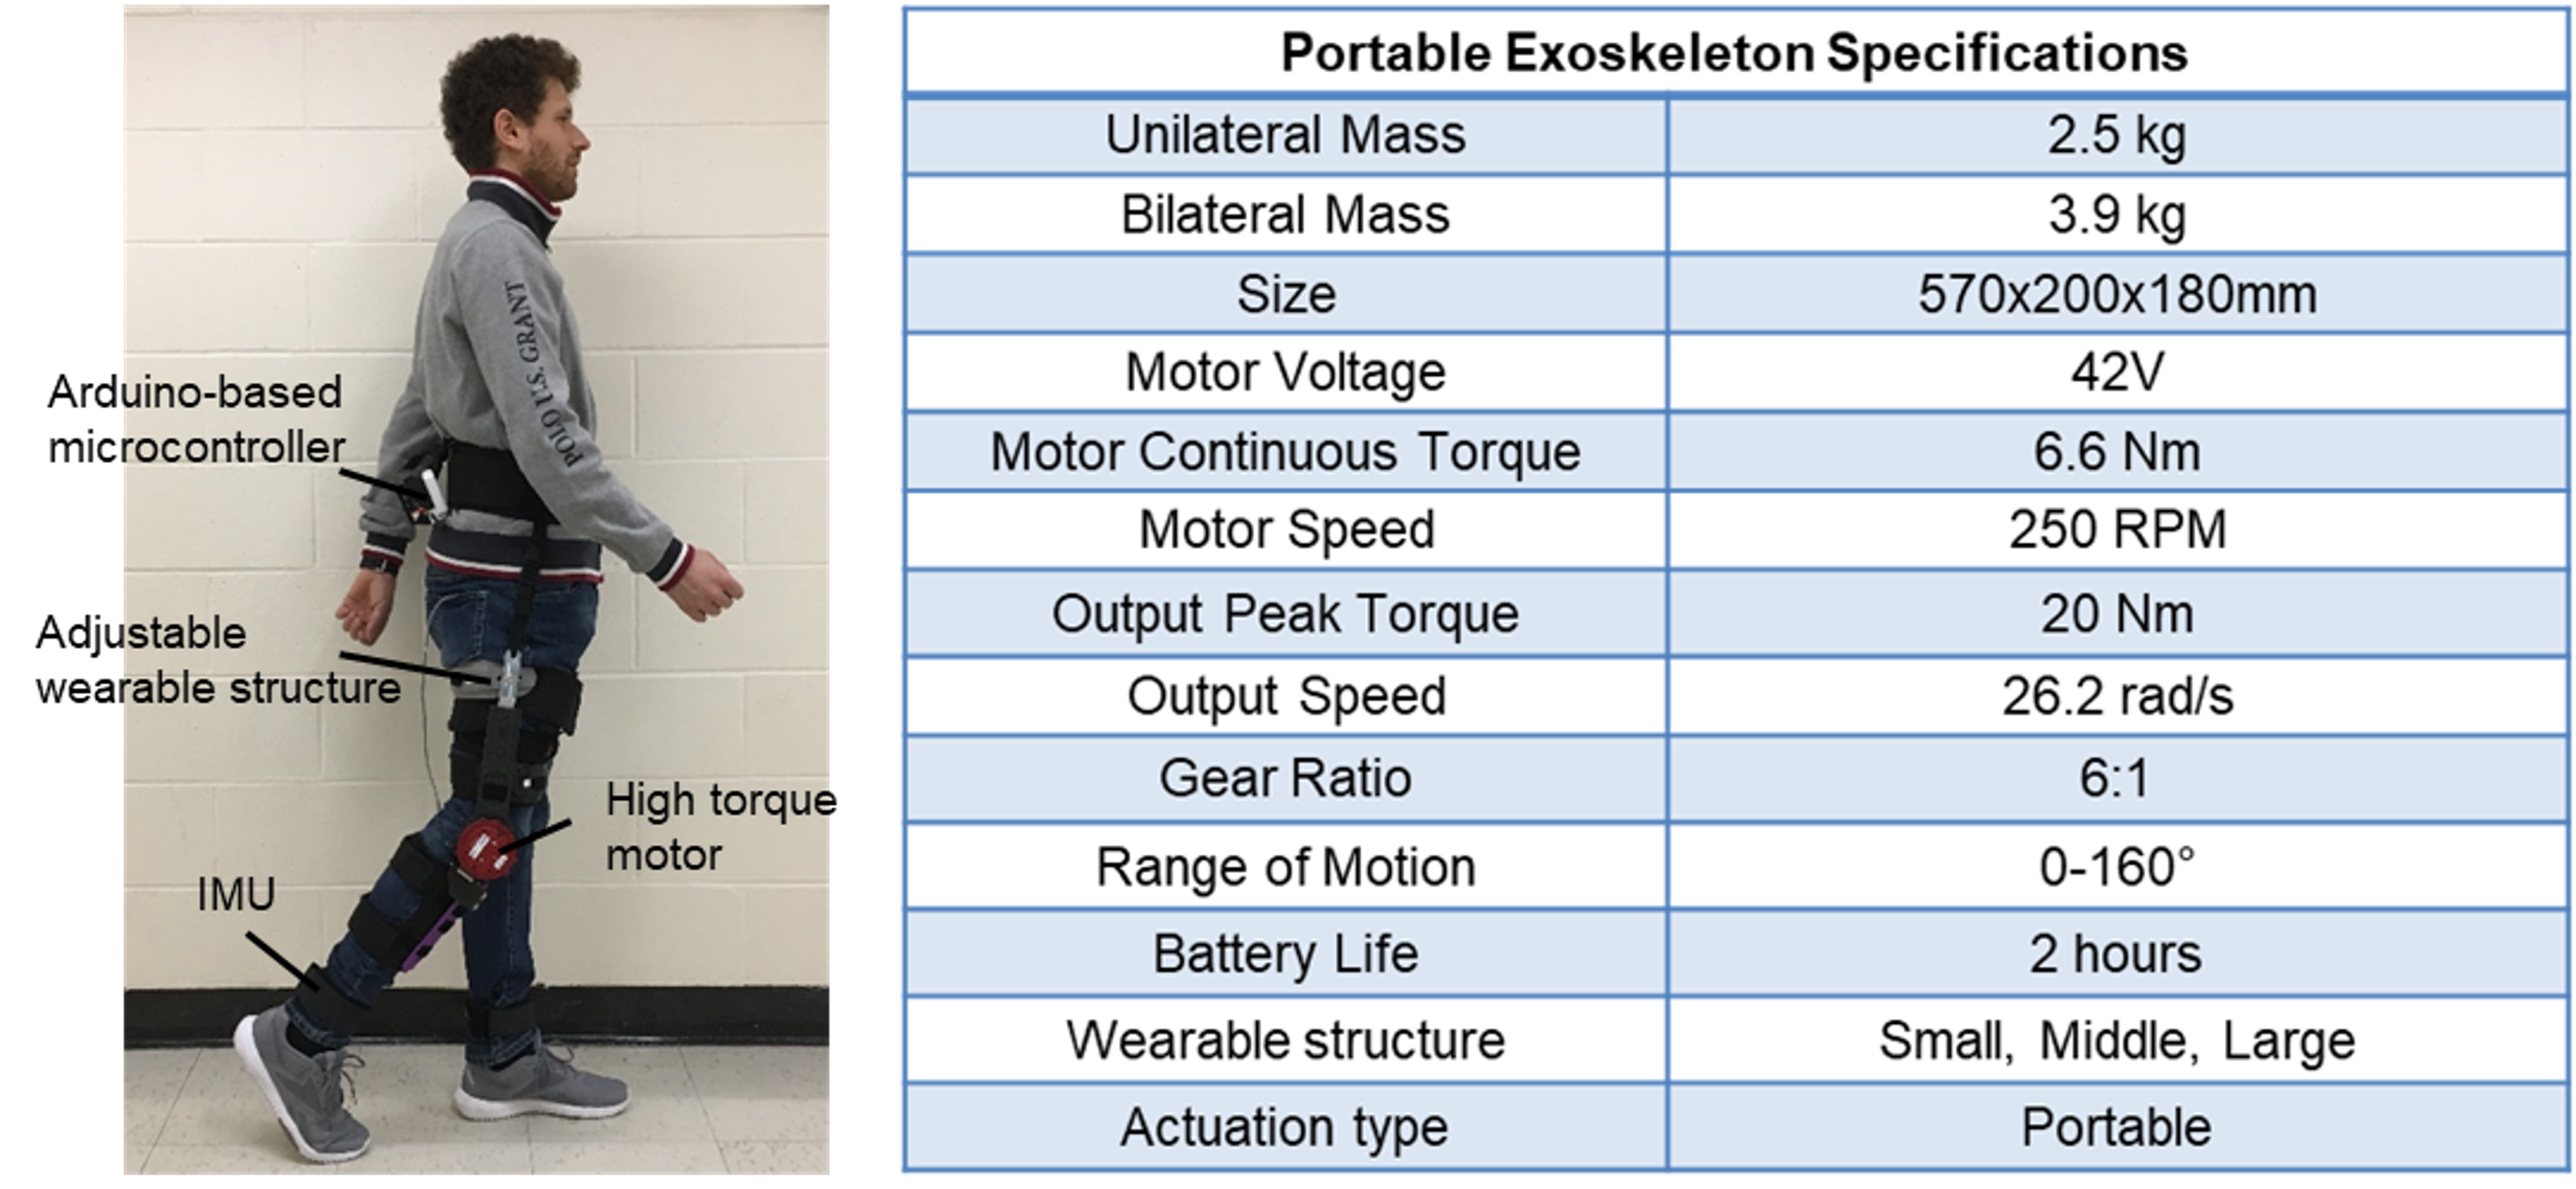 Arduino-based
microcontroller
POLO U.S. GRANT
Adjustable
wearable structure
High torque
motor
IMU
Portable Exoskeleton Specifications
Unilateral Mass 2.5 kg
Bilateral Mass 3.9 kg
Size 570x200x180mm
Motor Voltage 42V
Motor Continuous Torque 6.6 Nm
Motor Speed 250 RPM
Output Peak Torque 20 Nm
Output Speed 26.2 rad/s
Gear Ratio 6:1
Range of Motion 0-160°
Battery Life 2 hours
Wearable structure Small, Middle, Large
Actuation type Portable